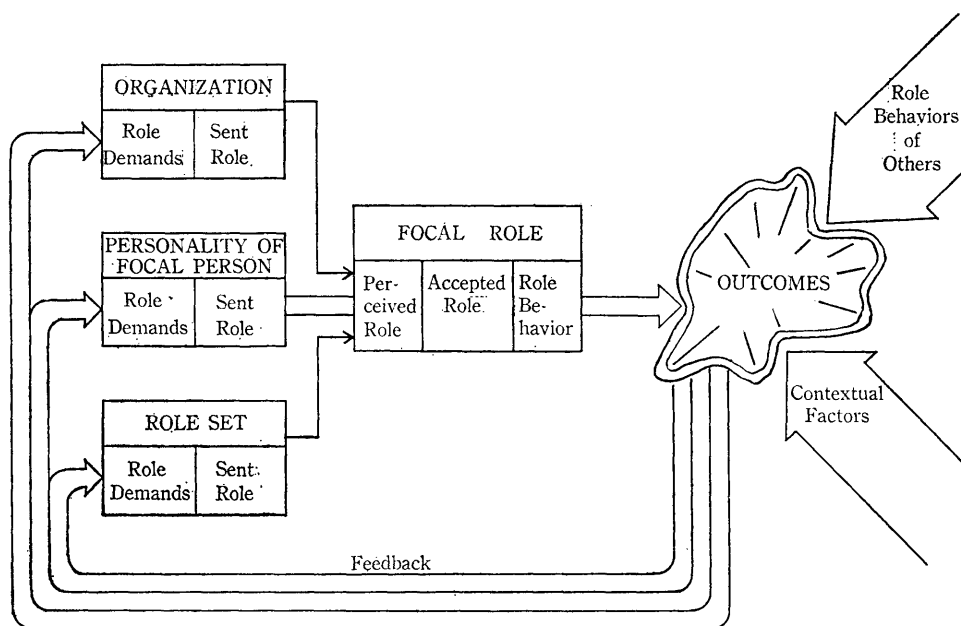 ORGANIZATION
Role
Demands
Sent
Role
PERSONALITY OF
FOCAL PERSON
Role
Demands
Sent
Role
ROLE SET
Role
Demands
Sent
Role
FOCAL ROLE
Per-
ceived
Role
Accepted
Role
Role
Be-
havior
OUTCOMES
Role
Behaviors
of
Others
Contextual
Factors
Feedback